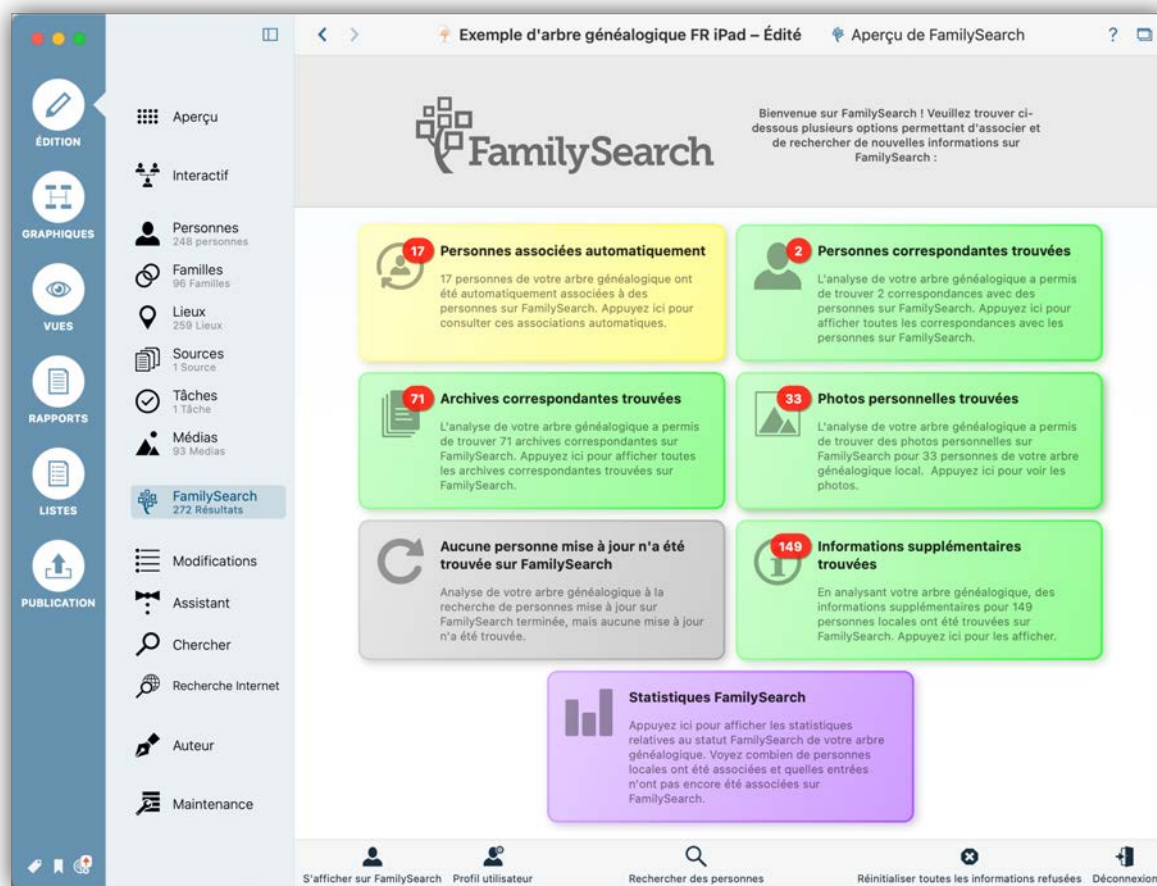 Exemple d'arbre généalogique FR iPad – Édité
Aperçu de FamilySearch
?
ÉDITION
GRAPHIQUES
VUES
RAPPORTS
LISTES
PUBLICATION
Aperçu
Interactif
Personnes
248 personnes
Familles
96 Familles
Lieux
259 Lieux
Sources
1 Source
Tâches
1 Tâche
Médias
93 Medias
FamilySearch
272 Résultats
Modifications
Assistant
Chercher
Recherche Internet
Auteur
Maintenance
FamilySearch
Bienvenue sur FamilySearch ! Veuillez trouver ci-
dessous plusieurs options permettant d'associer et
de rechercher de nouvelles informations sur
FamilySearch :
17
Personnes associées automatiquement
17 personnes de votre arbre généalogique ont
été automatiquement associées à des
personnes sur FamilySearch. Appuyez ici pour
consulter ces associations automatiques.
2
Personnes correspondantes trouvées
L'analyse de votre arbre généalogique a permis
de trouver 2 correspondances avec des
personnes sur FamilySearch. Appuyez ici pour
afficher toutes les correspondances avec les
personnes sur FamilySearch.
71
Archives correspondantes trouvées
L'analyse de votre arbre généalogique a permis
de trouver 71 archives correspondantes sur
FamilySearch. Appuyez ici pour afficher toutes
les archives correspondantes trouvées sur
FamilySearch.
33
Photos personnelles trouvées
L'analyse de votre arbre généalogique a permis
de trouver des photos personnelles sur
FamilySearch pour 33 personnes de votre arbre
généalogique local. Appuyez ici pour voir les
photos.
Aucune personne mise à jour n'a été
trouvée sur FamilySearch
Analyse de votre arbre généalogique à la
recherche de personnes mise à jour sur
FamilySearch terminée, mais aucune mise à jour
n'a été trouvée.
149
Informations supplémentaires
trouvées
En analysant votre arbre généalogique, des
informations supplémentaires pour 149
personnes locales ont été trouvées sur
FamilySearch. Appuyez ici pour les afficher.
Statistiques FamilySearch
Appuyez ici pour afficher les statistiques
relatives au statut FamilySearch de votre arbre
généalogique. Voyez combien de personnes
locales ont été associées et quelles entrées
n'ont pas encore été associées sur
FamilySearch.
S'afficher sur FamilySearch
Profil utilisateur
Rechercher des personnes
Réinitialiser toutes les informations refusées
Déconnexion